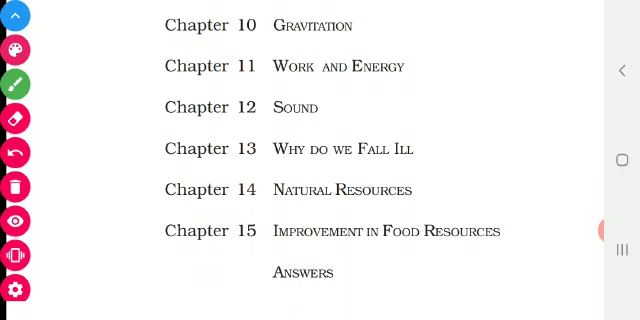 Chapter 10 Gravitation
Chapter 11 Work and Energy
Chapter 12 Sound
Chapter 13 Why do we Fall Ill
Chapter 14 Natural Resources
Chapter 15 Improvement in Food Resources
Answers